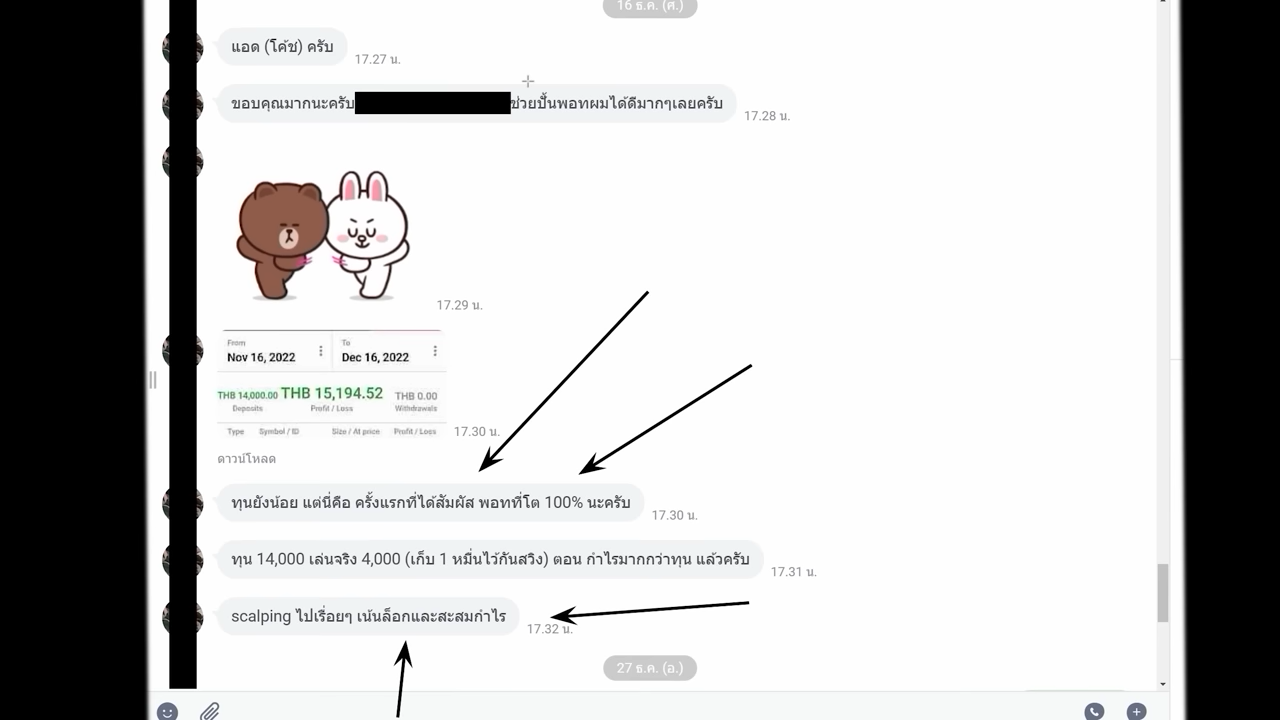 16 ธ.ค. (ศ.)
แอด (โค้ช) ครับ
17.27 น.
ขอบคุณมากนะครับ ช่วยปั้นพอทผมได้ดีมากๆเลยครับ
17.28 น.
17.29 น.
From To
Nov 16, 2022 Dec 16, 2022
THB 14,000.00 THB 15,194.52 THB 0.00
Deposits Profit / Loss Withdrawals
Type Symbol / ID Size / At price Profit / Loss
17.30 น.
ดาวน์โหลด
ทุนยังน้อย แต่นี่คือ ครั้งแรกที่ได้สัมผัส พอทที่โต 100% นะครับ
17.30 น.
ทุน 14,000 เล่นจริง 4,000 (เก็บ 1 หมื่นไว้กันสวิง) ตอน กำไรมากกว่าทุน แล้วครับ
17.31 น.
scalping ไปเรื่อยๆ เน้นล็อกและสะสมกำไร
17.32 น.
27 ธ.ค. (อ.)